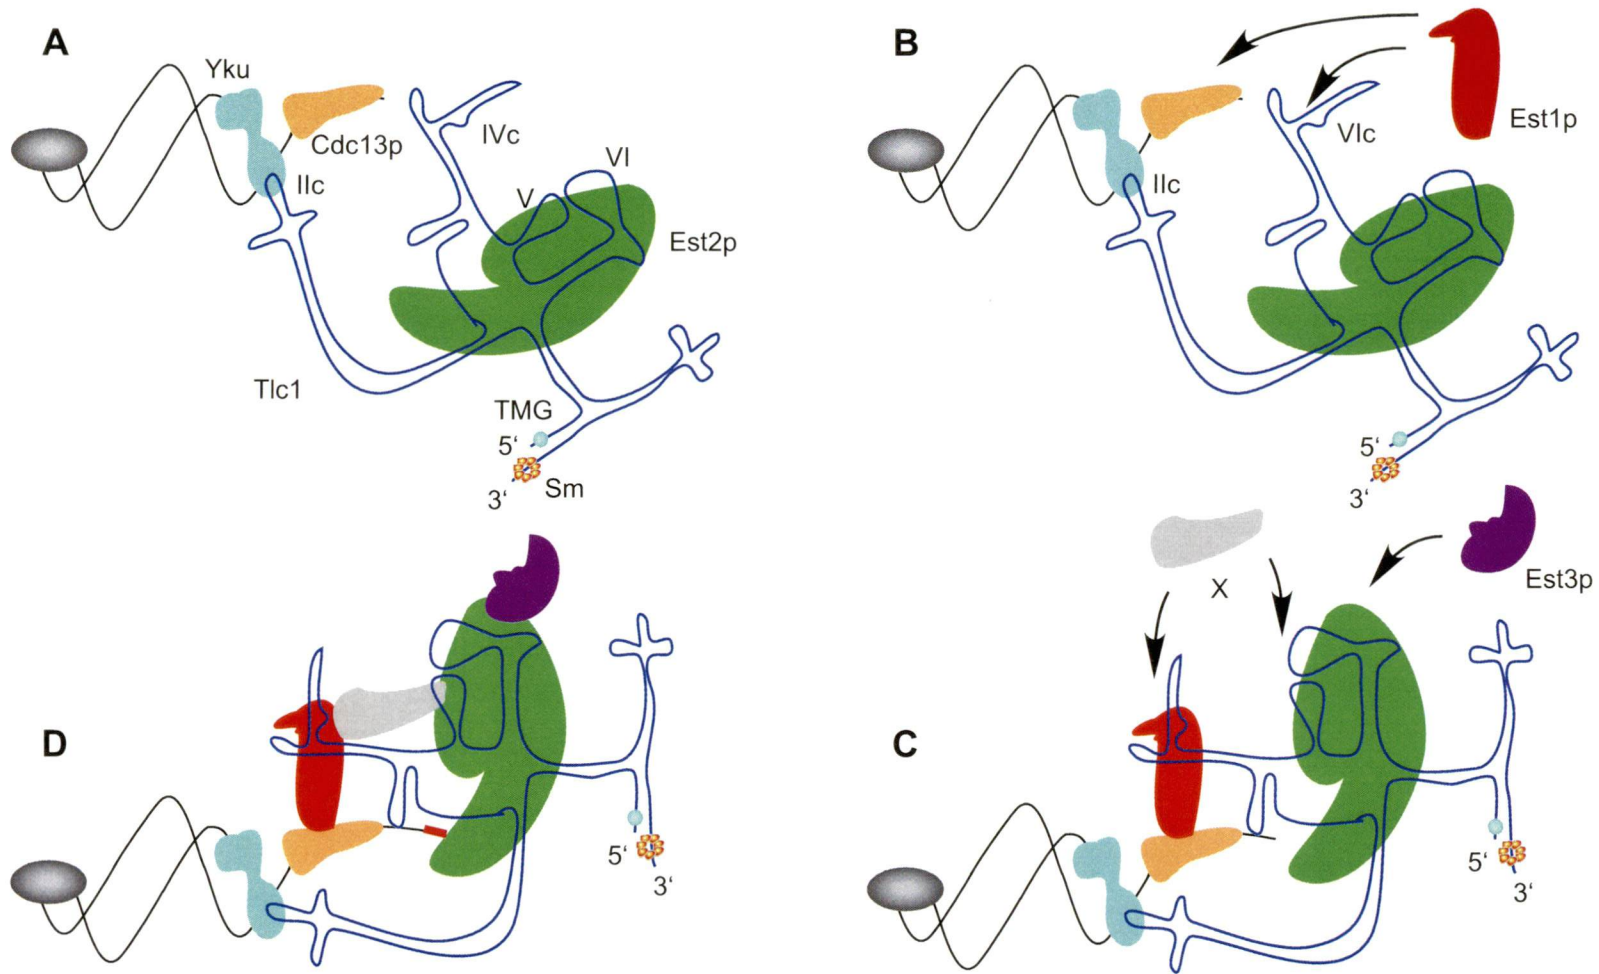 A
Yku
Cdc13p
IVc
VI
IIc
V
Est2p
Tlc1
TMG
5‘
Sm
3‘
B
Est1p
VIc
IIc
5‘
3‘
D
5‘
3‘
X
Est3p
C
5‘
3‘